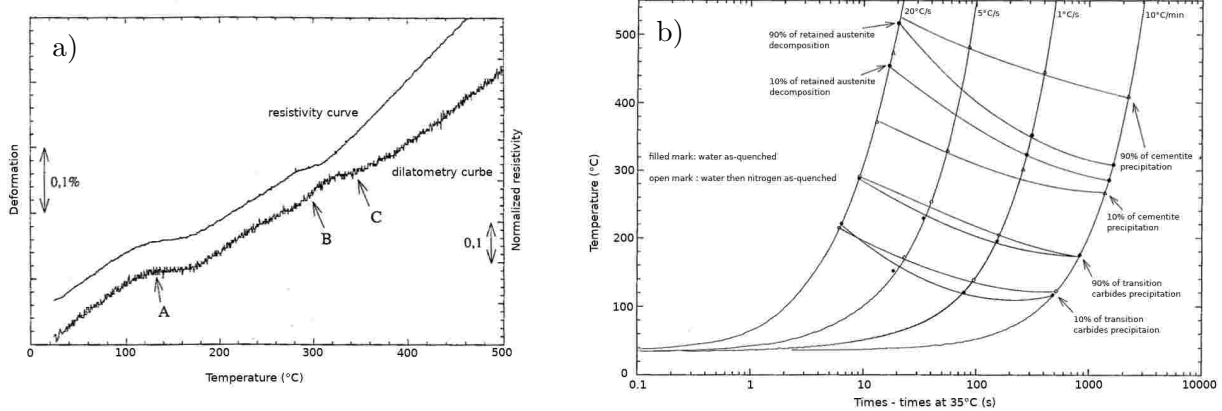 a)
resistivity curve
dilatometry curbe
A
B
C
0,1%
0,1
Deformation
Normalized resistivity
0
100
200
300
400
500
Temperature (°C)
b)
20°C/s
5°C/s
1°C/s
10°C/min
90% of retained austenite
decomposition
10% of retained austenite
decomposition
filled mark: water as-quenched
open mark : water then nitrogen as-quenched
90% of cementite
precipitation
10% of cementite
precipitation
90% of transition
carbides precipitation
10% of transition
carbides precipitaion
Temperature (°C)
500
400
300
200
100
0
0.1
1
10
100
1000
10000
Times - times at 35°C (s)